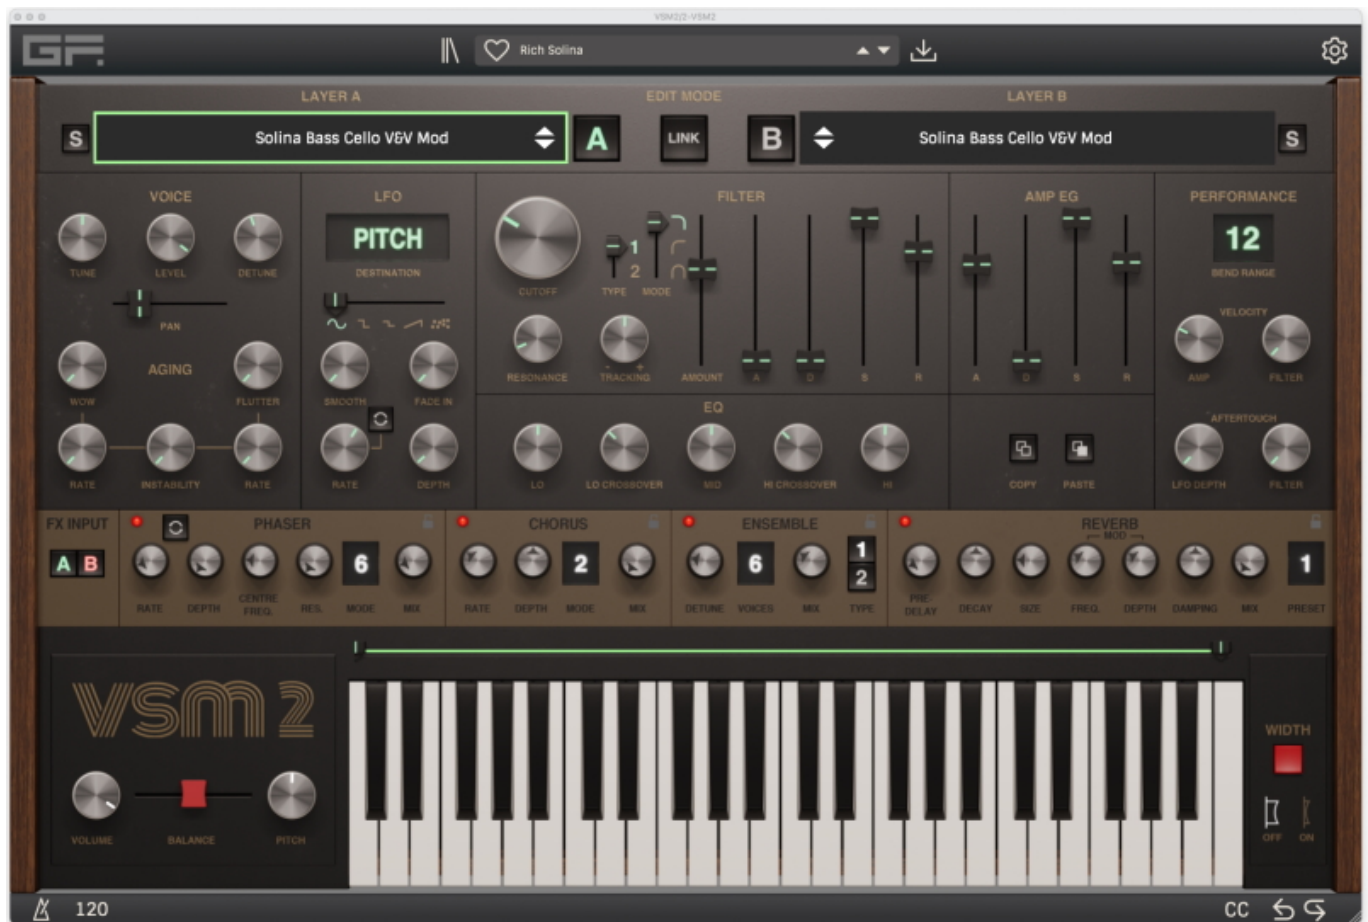 VSM2/2-VSM2
GF.
Rich Solina
LAYER A
EDIT MODE
LAYER B
S
Solina Bass Cello V&V Mod
A
LINK
B
Solina Bass Cello V&V Mod
S
VOICE
TUNE
LEVEL
DETUNE
PAN
AGING
WOW
FLUTTER
RATE
INSTABILITY
RATE
LFO
PITCH
DESTINATION
SMOOTH
FADE IN
RATE
DEPTH
FILTER
CUTOFF
1
2
TYPE
MODE
RESONANCE
- +
TRACKING
AMOUNT
A
D
S
R
EQ
LO
LO CROSSOVER
MID
HI CROSSOVER
HI
AMP EG
A
D
S
R
COPY
PASTE
PERFORMANCE
12
BEND RANGE
VELOCITY
AMP
FILTER
AFTERTOUCH
LFO DEPTH
FILTER
FX INPUT
A B
PHASER
RATE
DEPTH
CENTRE
FREQ.
RES.
6
MODE
MIX
CHORUS
RATE
DEPTH
2
MODE
MIX
ENSEMBLE
DETUNE
6
VOICES
MIX
1
2
TYPE
REVERB
MOD
PRE-
DELAY
DECAY
SIZE
FREQ.
DEPTH
DAMPING
MIX
1
PRESET
VSM 2
VOLUME
BALANCE
PITCH
WIDTH
OFF
ON
120
CC